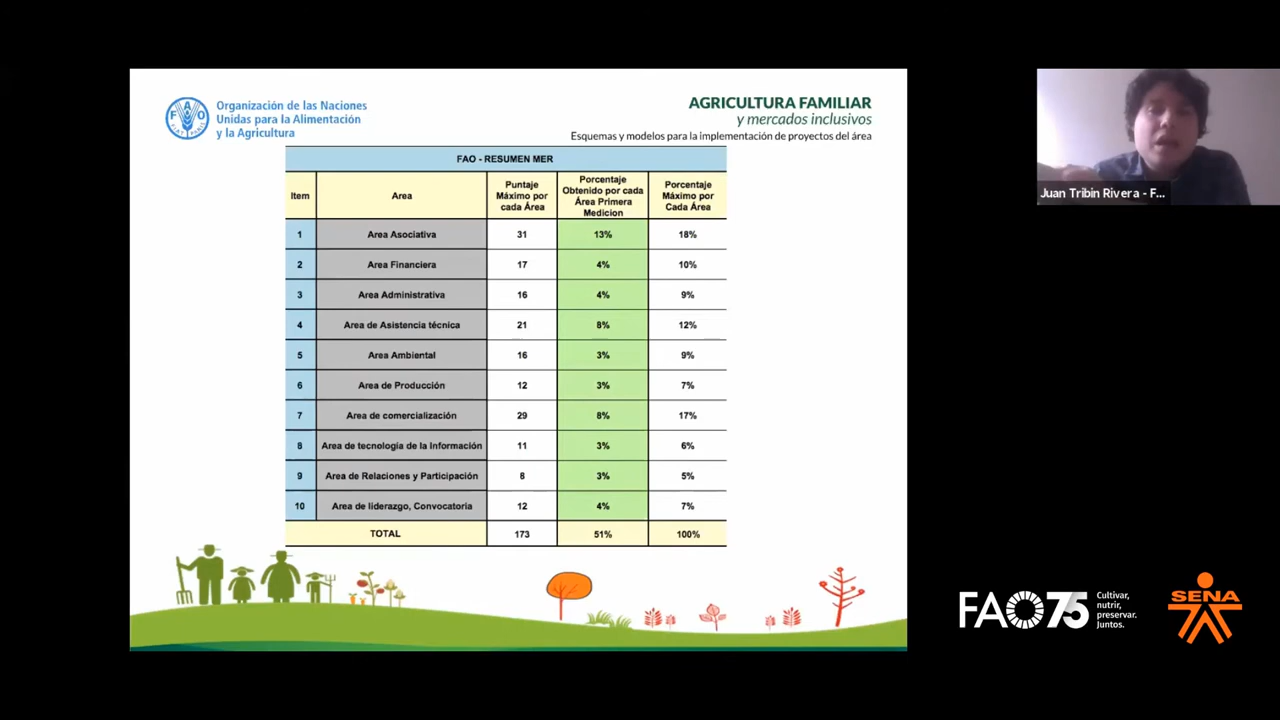 Organización de las Naciones
Unidas para la Alimentación
y la Agricultura
AGRICULTURA FAMILIAR
y mercados inclusivos
Esquemas y modelos para la implementación de proyectos del área
FAO - RESUMEN MER
Item Area Puntaje Máximo por cada Área Porcentaje Obtenido por cada Área Primera Medicion Porcentaje Máximo por Cada Área
1 Area Asociativa 31 13% 18%
2 Area Financiera 17 4% 10%
3 Area Administrativa 16 4% 9%
4 Area de Asistencia técnica 21 8% 12%
5 Area Ambiental 16 3% 9%
6 Area de Producción 12 3% 7%
7 Area de comercialización 29 8% 17%
8 Area de tecnología de la Información 11 3% 6%
9 Area de Relaciones y Participación 8 3% 5%
10 Area de liderazgo, Convocatoria 12 4% 7%
TOTAL 173 51% 100%
Juan Tribin Rivera - F...
FAO75
Cultivar,
nutrir,
preservar.
Juntos.
SENA